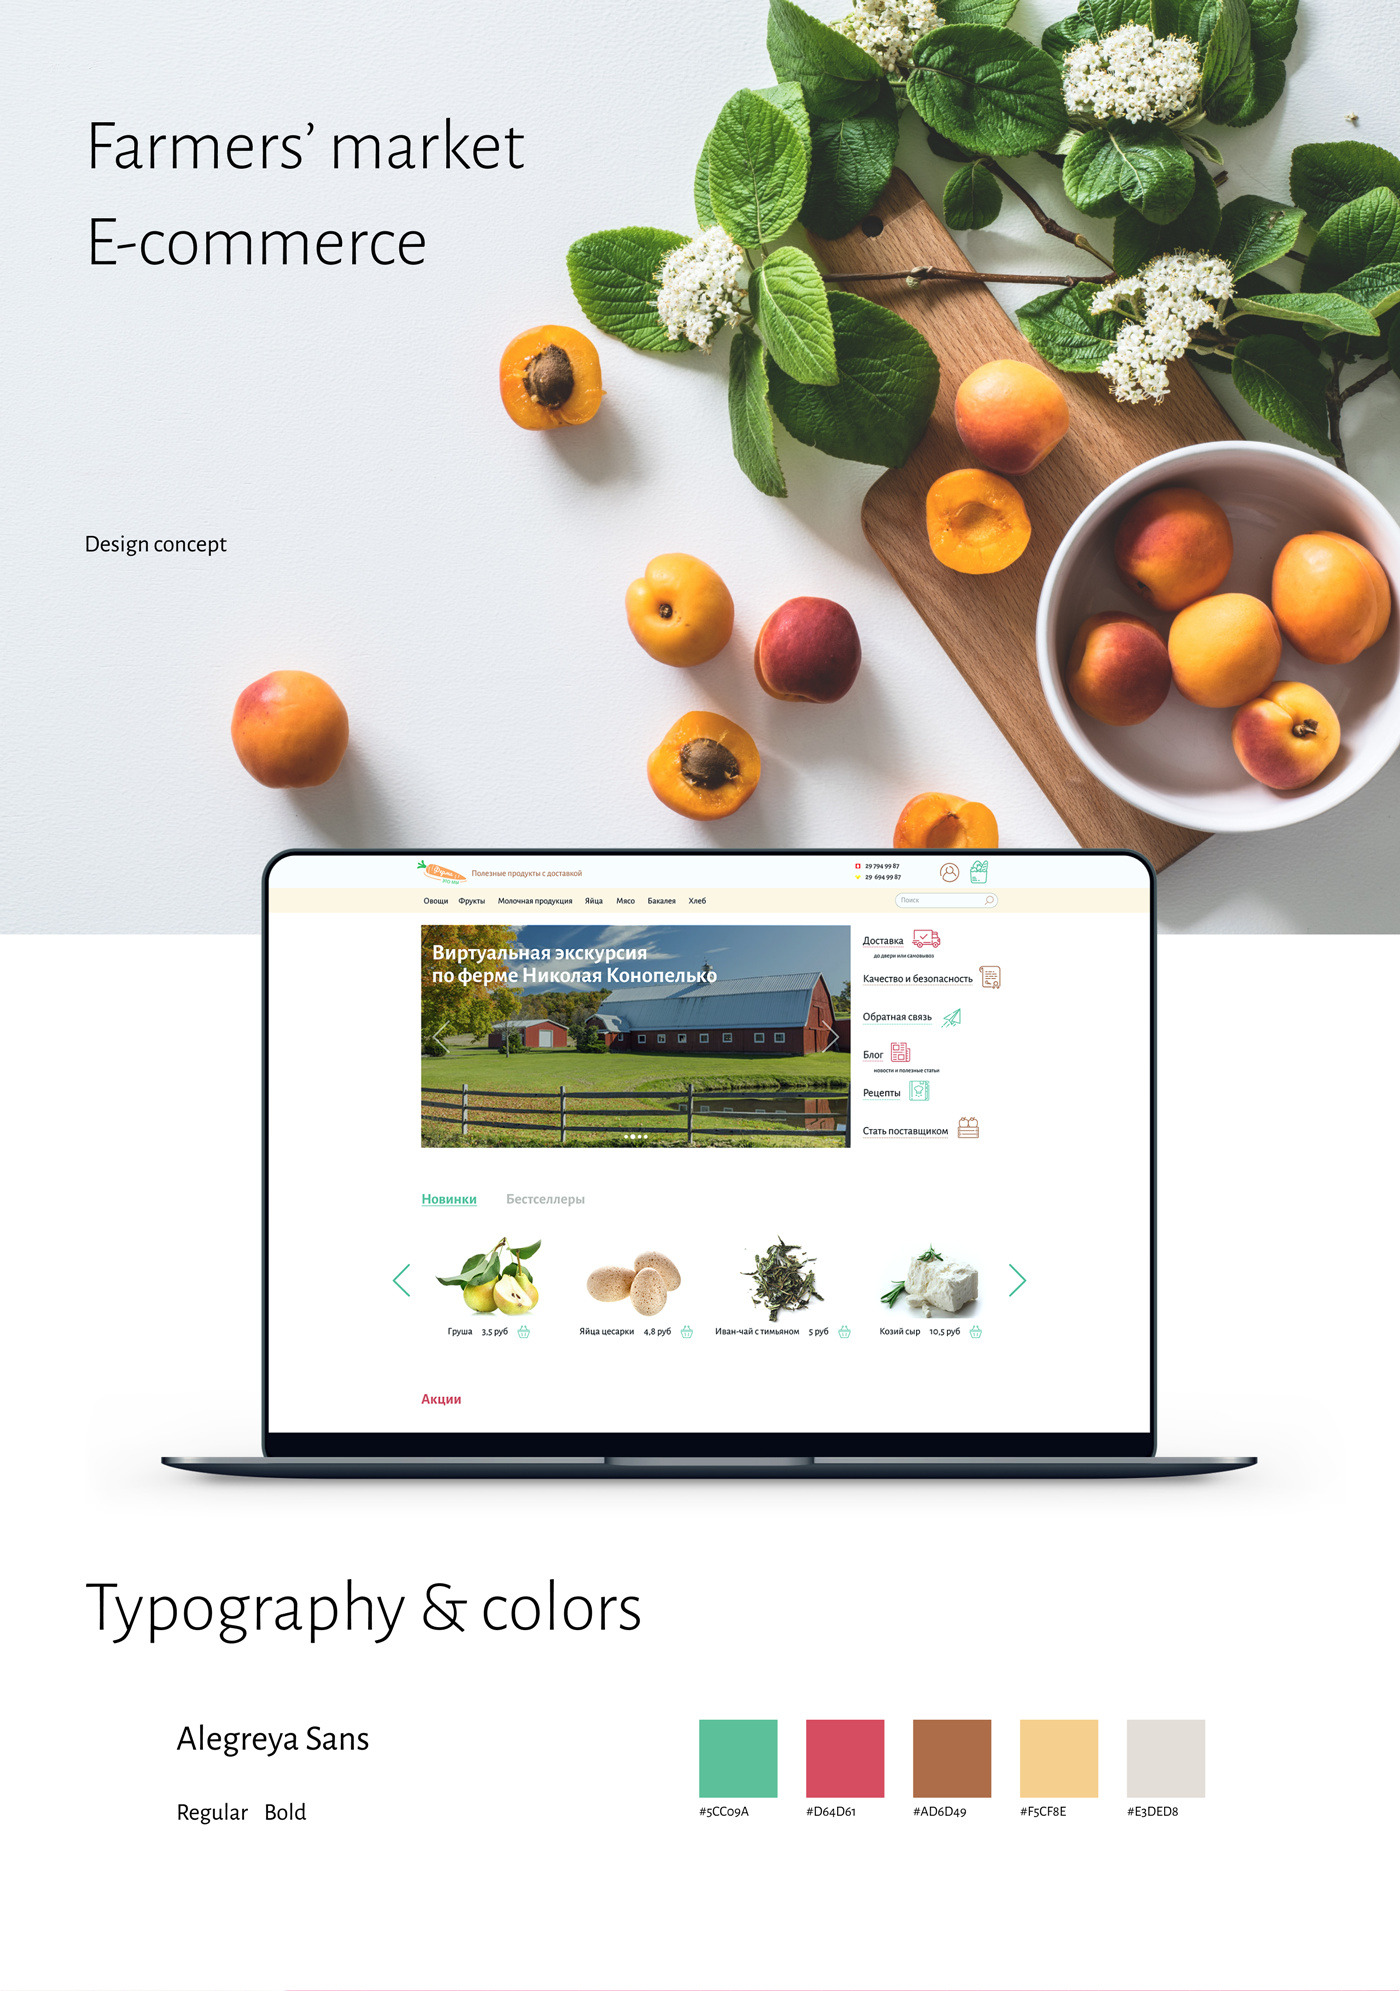 Farmers’ market
E-commerce
Design concept
Полезные продукты с доставкой
29 794 99 87
29 694 99 87
Овощи Фрукты Молочная продукция Яйца Мясо Бакалея Хлеб
Поиск
Виртуальная экскурсия
по ферме Николая Конопелько
Доставка
до двери или самовывоз
Качество и безопасность
Обратная связь
Блог
новости и полезные статьи
Рецепты
Стать поставщиком
Новинки Бестселлеры
Груша 3,5 руб
Яйца цесарки 4,8 руб
Иван-чай с тимьяном 5 руб
Козий сыр 10,5 руб
Акции
Typography & colors
Alegreya Sans
Regular Bold
#5CC09A #D64D61 #AD6D49 #F5CF8E #E3DED8